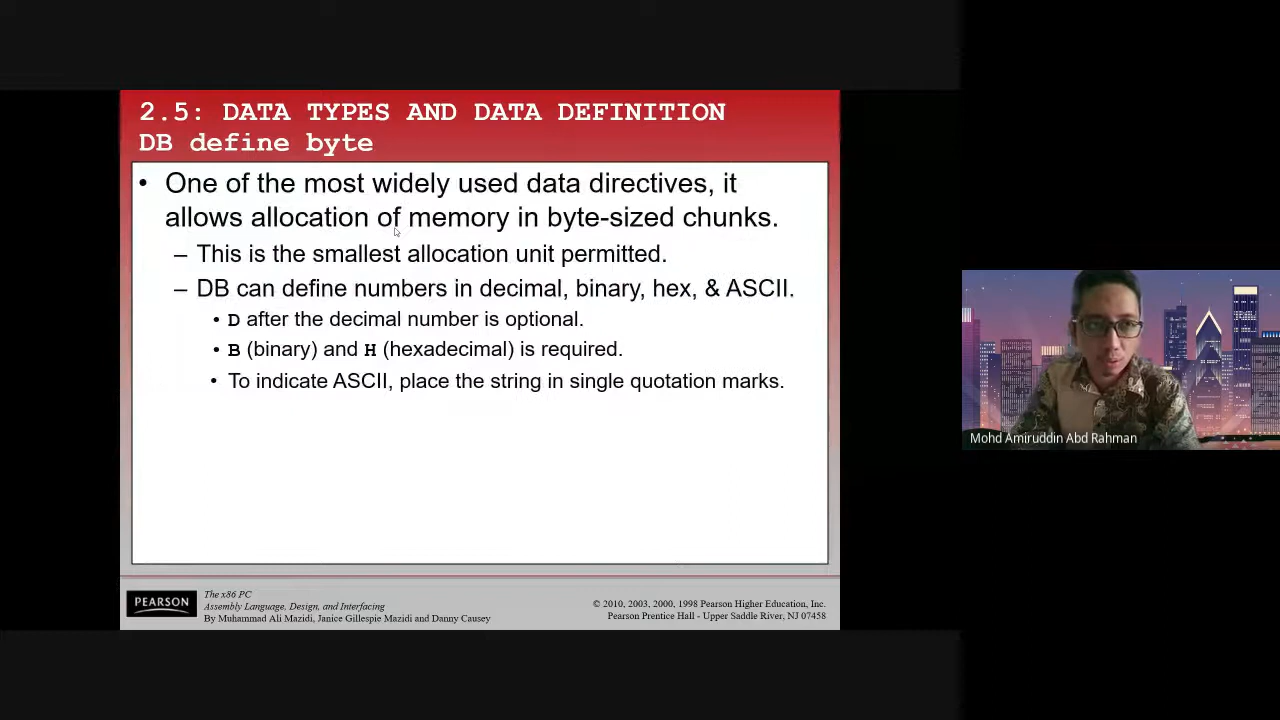 2.5: DATA TYPES AND DATA DEFINITION
DB define byte
• One of the most widely used data directives, it
allows allocation of memory in byte-sized chunks.
– This is the smallest allocation unit permitted.
– DB can define numbers in decimal, binary, hex, & ASCII.
• D after the decimal number is optional.
• B (binary) and H (hexadecimal) is required.
• To indicate ASCII, place the string in single quotation marks.
Mohd Amiruddin Abd Rahman
PEARSON
The x86 PC
Assembly Language, Design, and Interfacing
By Muhammad Ali Mazidi, Janice Gillespie Mazidi and Danny Causey
© 2010, 2003, 2000, 1998 Pearson Higher Education, Inc.
Pearson Prentice Hall - Upper Saddle River, NJ 07458